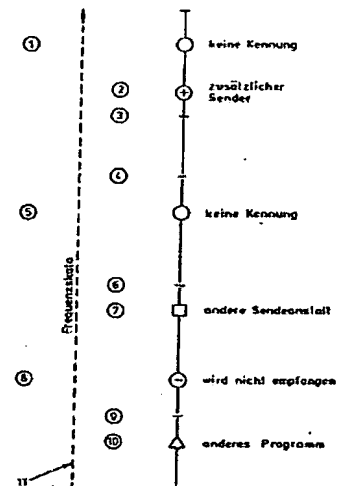 1 keine Kennung
2 zusätzlicher
Sender
3
4
5 keine Kennung
Frequenzskala
6
7 andere Sendeanstalt
8 wird nicht empfangen
9
10 anderes Programm
11